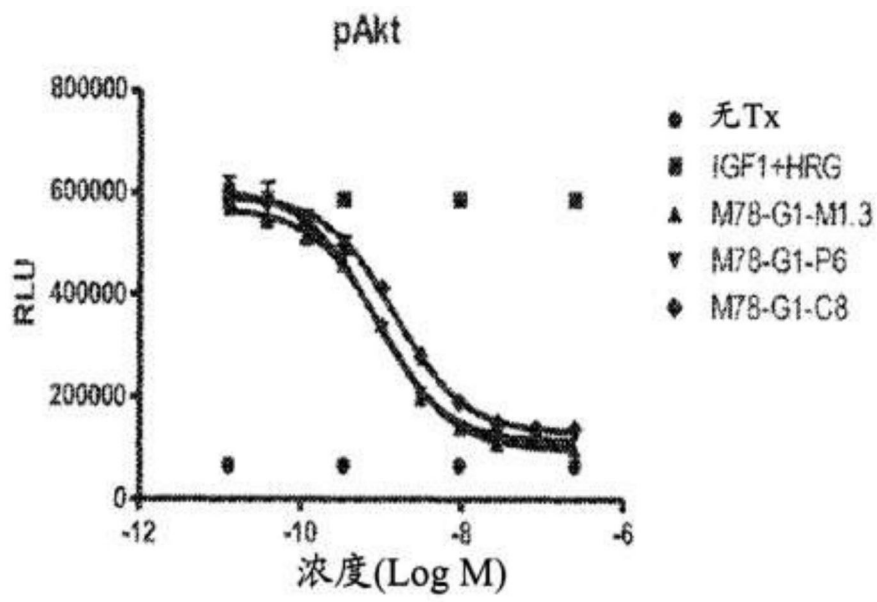 pAkt
800000
600000
400000
200000
0
RLU
-12
-10
-8
-6
浓度(Log M)
无Tx
IGF1+HRG
M78-G1-M1.3
M78-G1-P6
M78-G1-C8